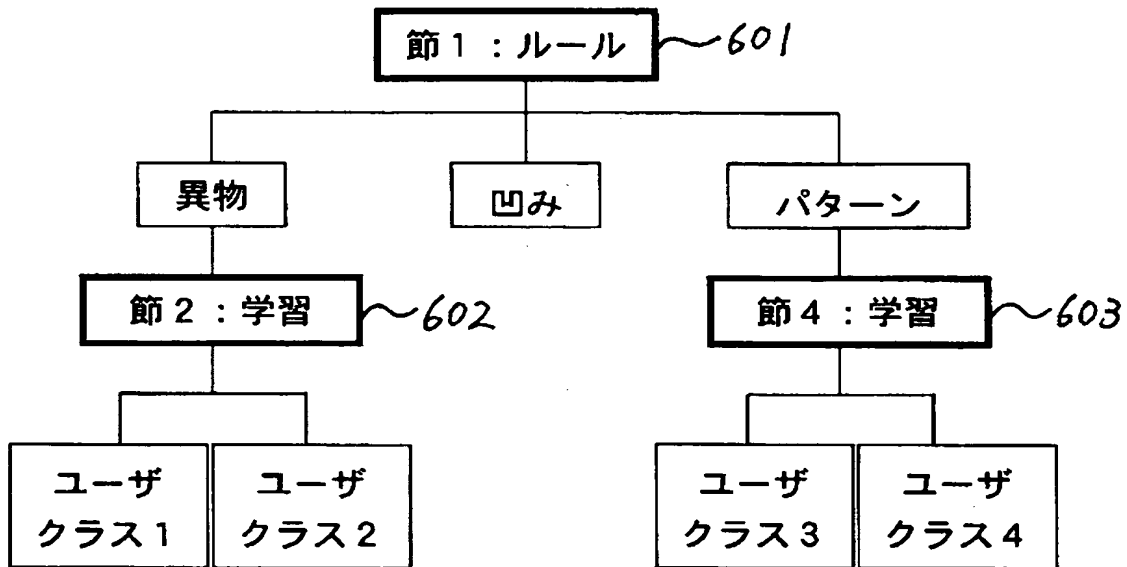 節1：ルール
601
異物
凹み
パターン
節2：学習
602
節4：学習
603
ユーザ
クラス1
ユーザ
クラス2
ユーザ
クラス3
ユーザ
クラス4